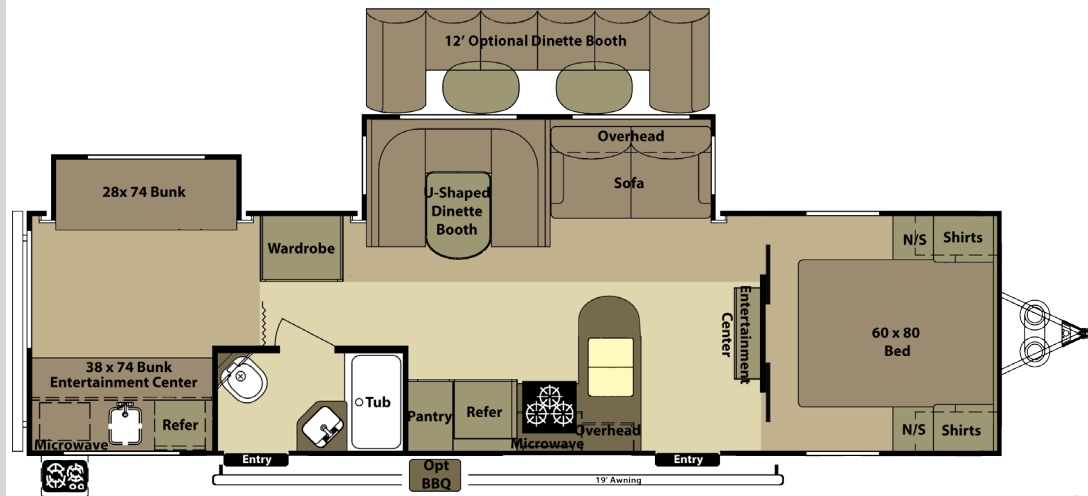 12’ Optional Dinette Booth
Overhead
Sofa
28x 74 Bunk
U-Shaped
Dinette
Booth
Wardrobe
N/S
Shirts
Entertainment
Center
60 x 80
Bed
38 x 74 Bunk
Entertainment Center
Refer
Microwave
Tub
Pantry
Refer
Microwave
Overhead
N/S
Shirts
Entry
Opt
BBQ
Entry
19’ Awning